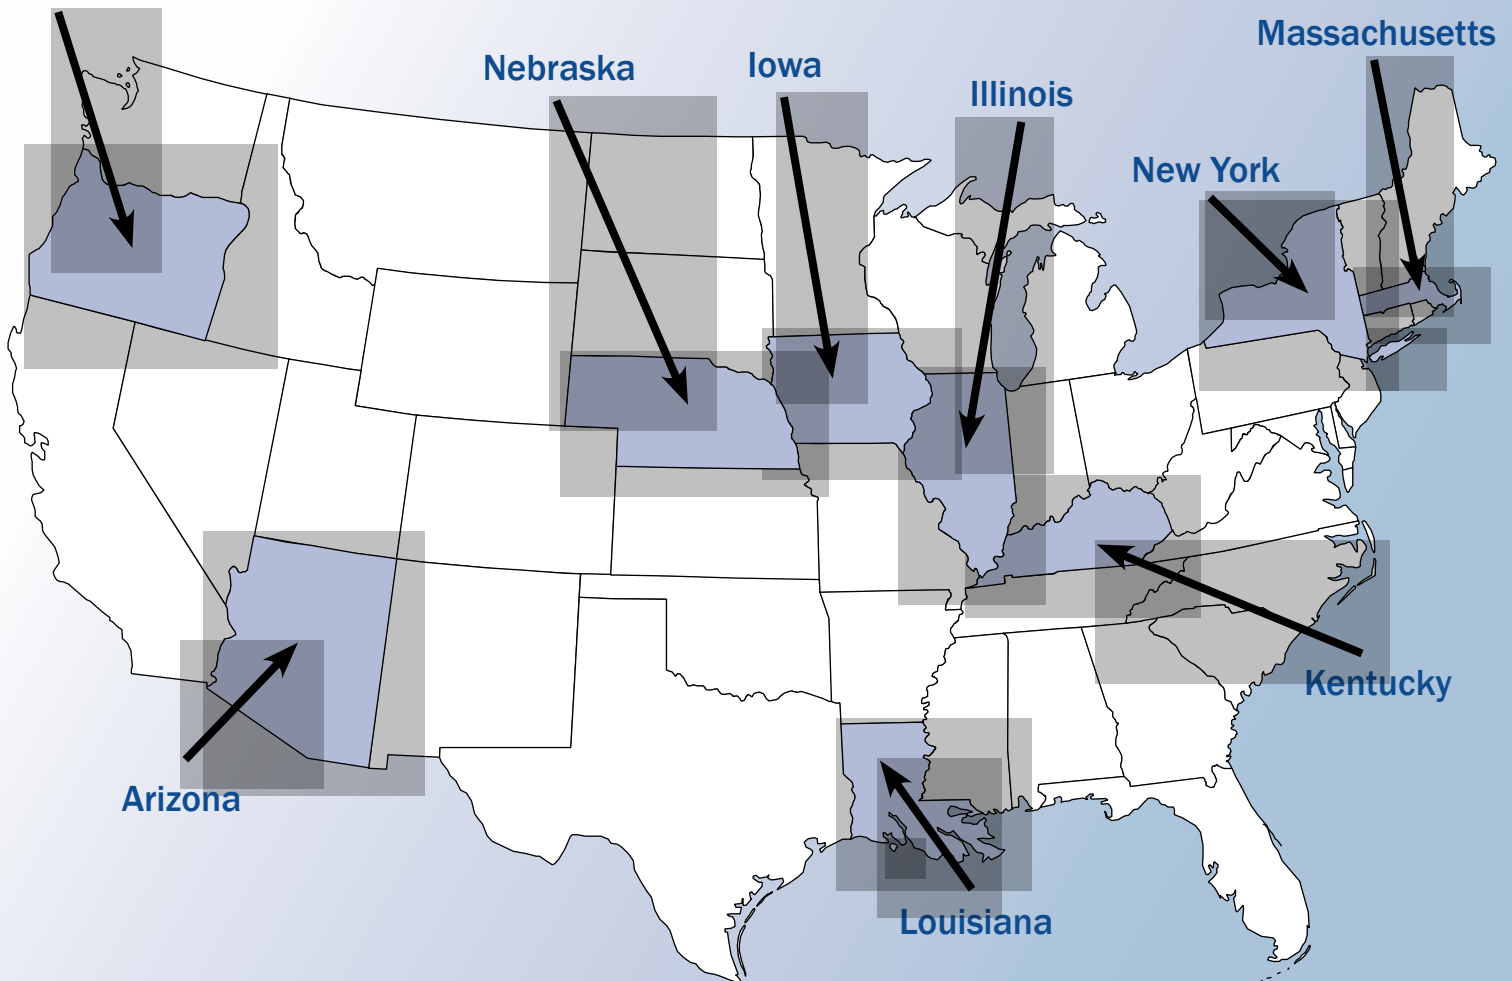 Massachusetts
Nebraska
Iowa
Illinois
New York
Kentucky
Arizona
Louisiana